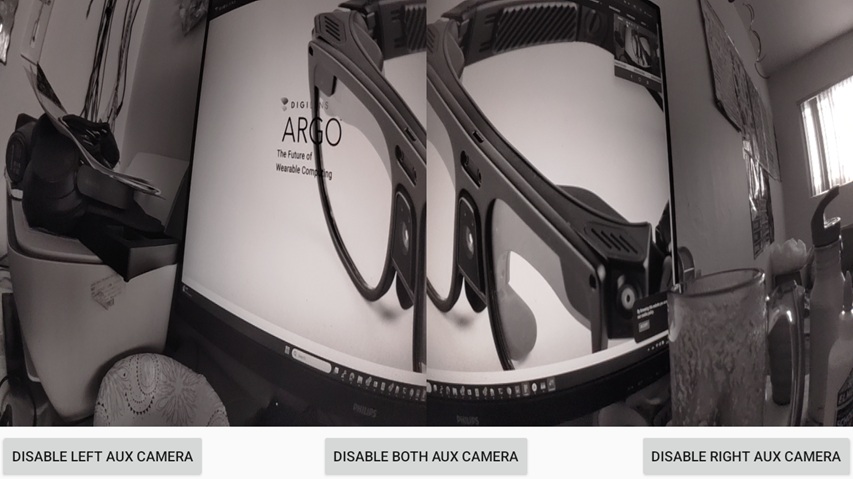 DIGILENS
ARGO
The Future of
Wearable Computing
PHILIPS
PHILIPS
DISABLE LEFT AUX CAMERA
DISABLE BOTH AUX CAMERA
DISABLE RIGHT AUX CAMERA